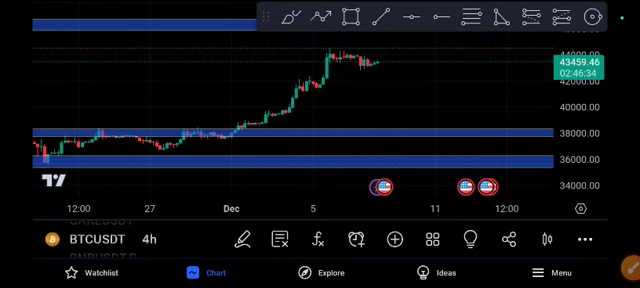 44000.00
43459.46
02:46:34
42000.00
40000.00
38000.00
36000.00
34000.00
12:00 27 Dec 5 11 12:00
BTCUSDT 4h
Watchlist Chart Explore Ideas Menu